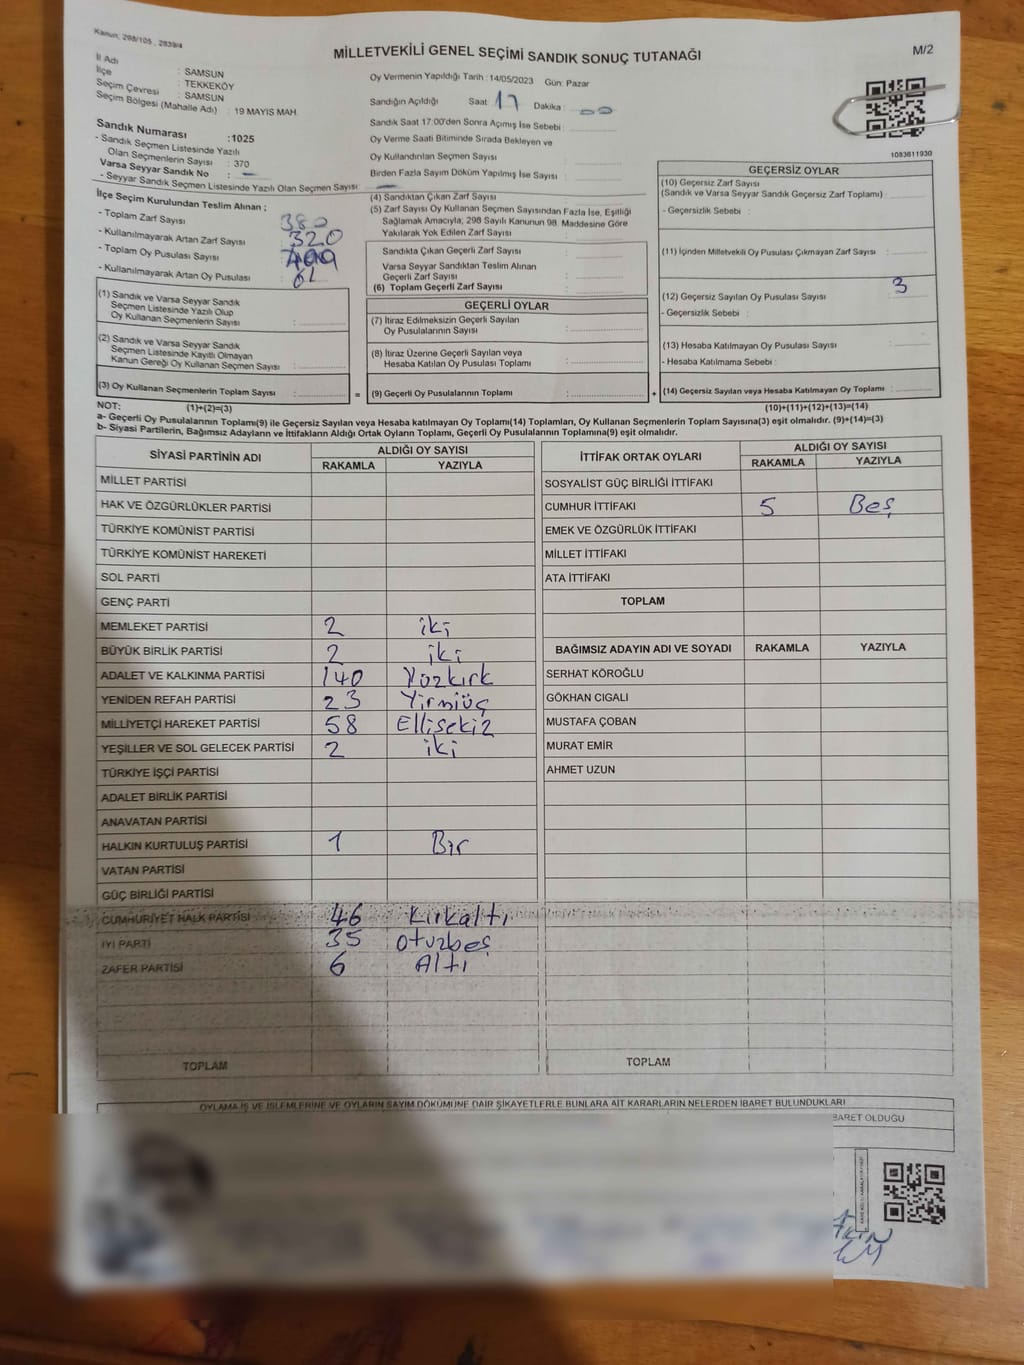 Kanun; 298/105 , 2839/4
MİLLETVEKİLİ GENEL SEÇİMİ SANDIK SONUÇ TUTANAĞI
M/2
İl Adı : SAMSUN
İlçe : TEKKEKÖY
Seçim Çevresi : SAMSUN
Seçim Bölgesi (Mahalle Adı) : 19 MAYIS MAH
Sandık Numarası :1025
- Sandık Seçmen Listesinde Yazılı
Olan Seçmenlerin Sayısı : 370
Varsa Seyyar Sandık No : —
- Seyyar Sandık Seçmen Listesinde Yazılı Olan Seçmen Sayısı : —
Oy Vermenin Yapıldığı Tarih : 14/05/2023 Gün: Pazar
Sandığın Açıldığı Saat 17 Dakika : 00
Sandık Saat 17:00'den Sonra Açımış İse Sebebi :
Oy Verme Saati Bitiminde Sırada Bekleyen ve
Oy Kullandırılan Seçmen Sayısı
Birden Fazla Sayım Döküm Yapılmış İse Sayısı
1083611930
İlçe Seçim Kurulundan Teslim Alınan ;
- Toplam Zarf Sayısı : 380
- Kullanılmayarak Artan Zarf Sayısı : 320
- Toplam Oy Pusulası Sayısı :
- Kullanılmayarak Artan Oy Pusulası :
(1) Sandık ve Varsa Seyyar Sandık
Seçmen Listesinde Yazılı Olup
Oy Kullanan Seçmenlerin Sayısı :
(2) Sandık ve Varsa Seyyar Sandık
Seçmen Listesinde Kayıtlı Olmayan
Kanun Gereği Oy Kullanan Seçmen Sayısı :
(3) Oy Kullanan Seçmenlerin Toplam Sayısı :
(1)+(2)=(3)
(4) Sandıktan Çıkan Zarf Sayısı :
(5) Zarf Sayısı Oy Kullanan Seçmen Sayısından Fazla İse, Eşitliği
Sağlamak Amacıyla; 298 Sayılı Kanunun 98. Maddesine Göre
Yakılarak Yok Edilen Zarf Sayısı :
Sandıkta Çıkan Geçerli Zarf Sayısı :
Varsa Seyyar Sandıktan Teslim Alınan
Geçerli Zarf Sayısı :
(6) Toplam Geçerli Zarf Sayısı :
GEÇERLİ OYLAR
(7) İtiraz Edilmeksizin Geçerli Sayılan
Oy Pusulalarının Sayısı :
(8) İtiraz Üzerine Geçerli Sayılan veya
Hesaba Katılan Oy Pusulası Toplamı :
= (9) Geçerli Oy Pusulalarının Toplamı : +
GEÇERSİZ OYLAR
(10) Geçersiz Zarf Sayısı
(Sandık ve Varsa Seyyar Sandık Geçersiz Zarf Toplamı) :
- Geçersizlik Sebebi :
(11) İçinden Milletvekili Oy Pusulası Çıkmayan Zarf Sayısı :
(12) Geçersiz Sayılan Oy Pusulası Sayısı : 3
- Geçersizlik Sebebi :
(13) Hesaba Katılmayan Oy Pusulası Sayısı :
- Hesaba Katılmama Sebebi :
(14) Geçersiz Sayılan veya Hesaba Katılmayan Oy Toplamı :
(10)+(11)+(12)+(13)=(14)
NOT:
a- Geçerli Oy Pusulalarının Toplamı(9) ile Geçersiz Sayılan veya Hesaba katılmayan Oy Toplamı(14) Toplamları, Oy Kullanan Seçmenlerin Toplam Sayısına(3) eşit olmalıdır. (9)+(14)=(3)
b- Siyasi Partilerin, Bağımsız Adayların ve İttifakların Aldığı Ortak Oyların Toplamı, Geçerli Oy Pusulalarının Toplamına(9) eşit olmalıdır.
SİYASİ PARTİNİN ADI ALDIĞI OY SAYISI
RAKAMLA YAZIYLA
MİLLET PARTİSİ
HAK VE ÖZGÜRLÜKLER PARTİSİ
TÜRKİYE KOMÜNİST PARTİSİ
TÜRKİYE KOMÜNİST HAREKETİ
SOL PARTİ
GENÇ PARTİ
MEMLEKET PARTİSİ 2 iki
BÜYÜK BİRLİK PARTİSİ 2 iki
ADALET VE KALKINMA PARTİSİ 140 Yüzkırk
YENİDEN REFAH PARTİSİ 23 Yirmiüç
MİLLİYETÇİ HAREKET PARTİSİ 58 Ellisekiz
YEŞİLLER VE SOL GELECEK PARTİSİ 2 iki
TÜRKİYE İŞÇİ PARTİSİ
ADALET BİRLİK PARTİSİ
ANAVATAN PARTİSİ
HALKIN KURTULUŞ PARTİSİ 1 Bir
VATAN PARTİSİ
GÜÇ BİRLİĞİ PARTİSİ
CUMHURİYET HALK PARTİSİ 46 Kırkaltı
İYİ PARTİ 35 otuzbeş
ZAFER PARTİSİ 6 Altı
TOPLAM
İTTİFAK ORTAK OYLARI ALDIĞI OY SAYISI
RAKAMLA YAZIYLA
SOSYALİST GÜÇ BİRLİĞİ İTTİFAKI
CUMHUR İTTİFAKI 5 Beş
EMEK VE ÖZGÜRLÜK İTTİFAKI
MİLLET İTTİFAKI
ATA İTTİFAKI
TOPLAM
BAĞIMSIZ ADAYIN ADI VE SOYADI RAKAMLA YAZIYLA
SERHAT KÖROĞLU
GÖKHAN CIGALI
MUSTAFA ÇOBAN
MURAT EMİR
AHMET UZUN
TOPLAM
OYLAMA İŞ VE İŞLEMLERİNE VE OYLARIN SAYIM DÖKÜMÜNE DAİR ŞİKAYETLERLE BUNLARA AİT KARARLARIN NELERDEN İBARET BULUNDUKLARI
BARET OLDUĞU